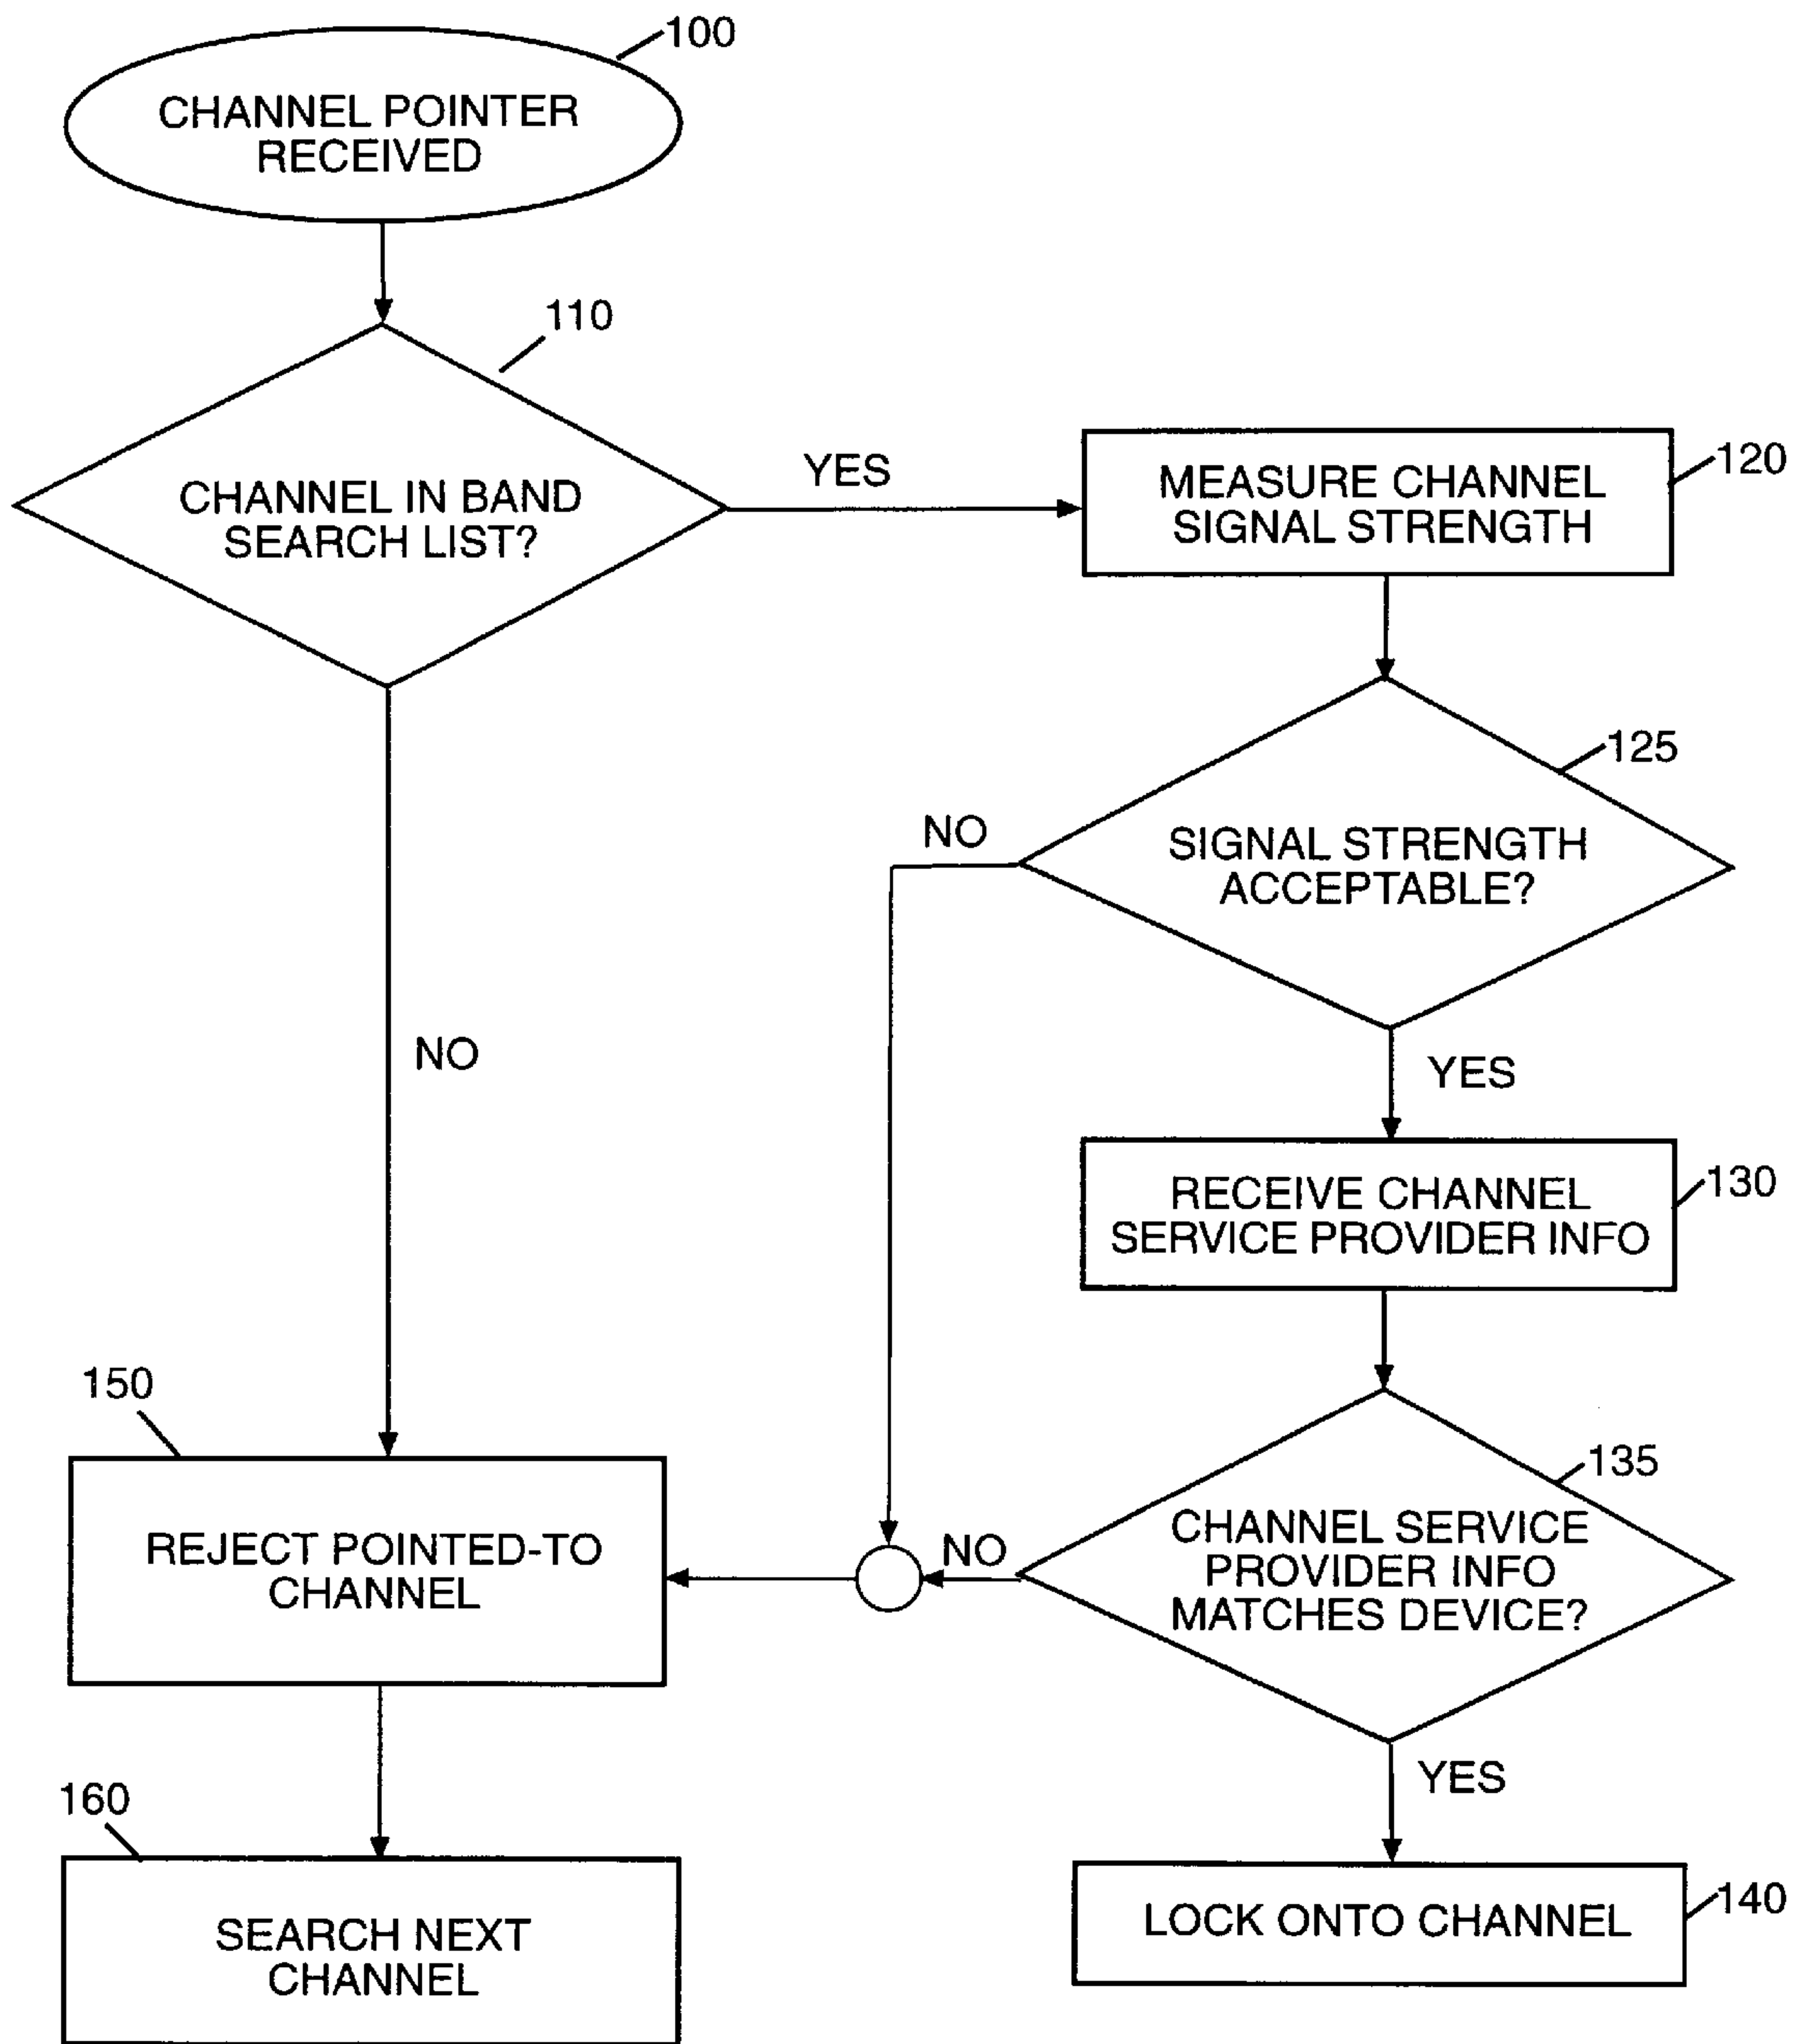 100
CHANNEL POINTER
RECEIVED
110
CHANNEL IN BAND
SEARCH LIST?
YES
MEASURE CHANNEL
SIGNAL STRENGTH
120
125
SIGNAL STRENGTH
ACCEPTABLE?
NO
YES
NO
RECEIVE CHANNEL
SERVICE PROVIDER INFO
130
135
CHANNEL SERVICE
PROVIDER INFO
MATCHES DEVICE?
NO
YES
150
REJECT POINTED-TO
CHANNEL
160
SEARCH NEXT
CHANNEL
LOCK ONTO CHANNEL
140